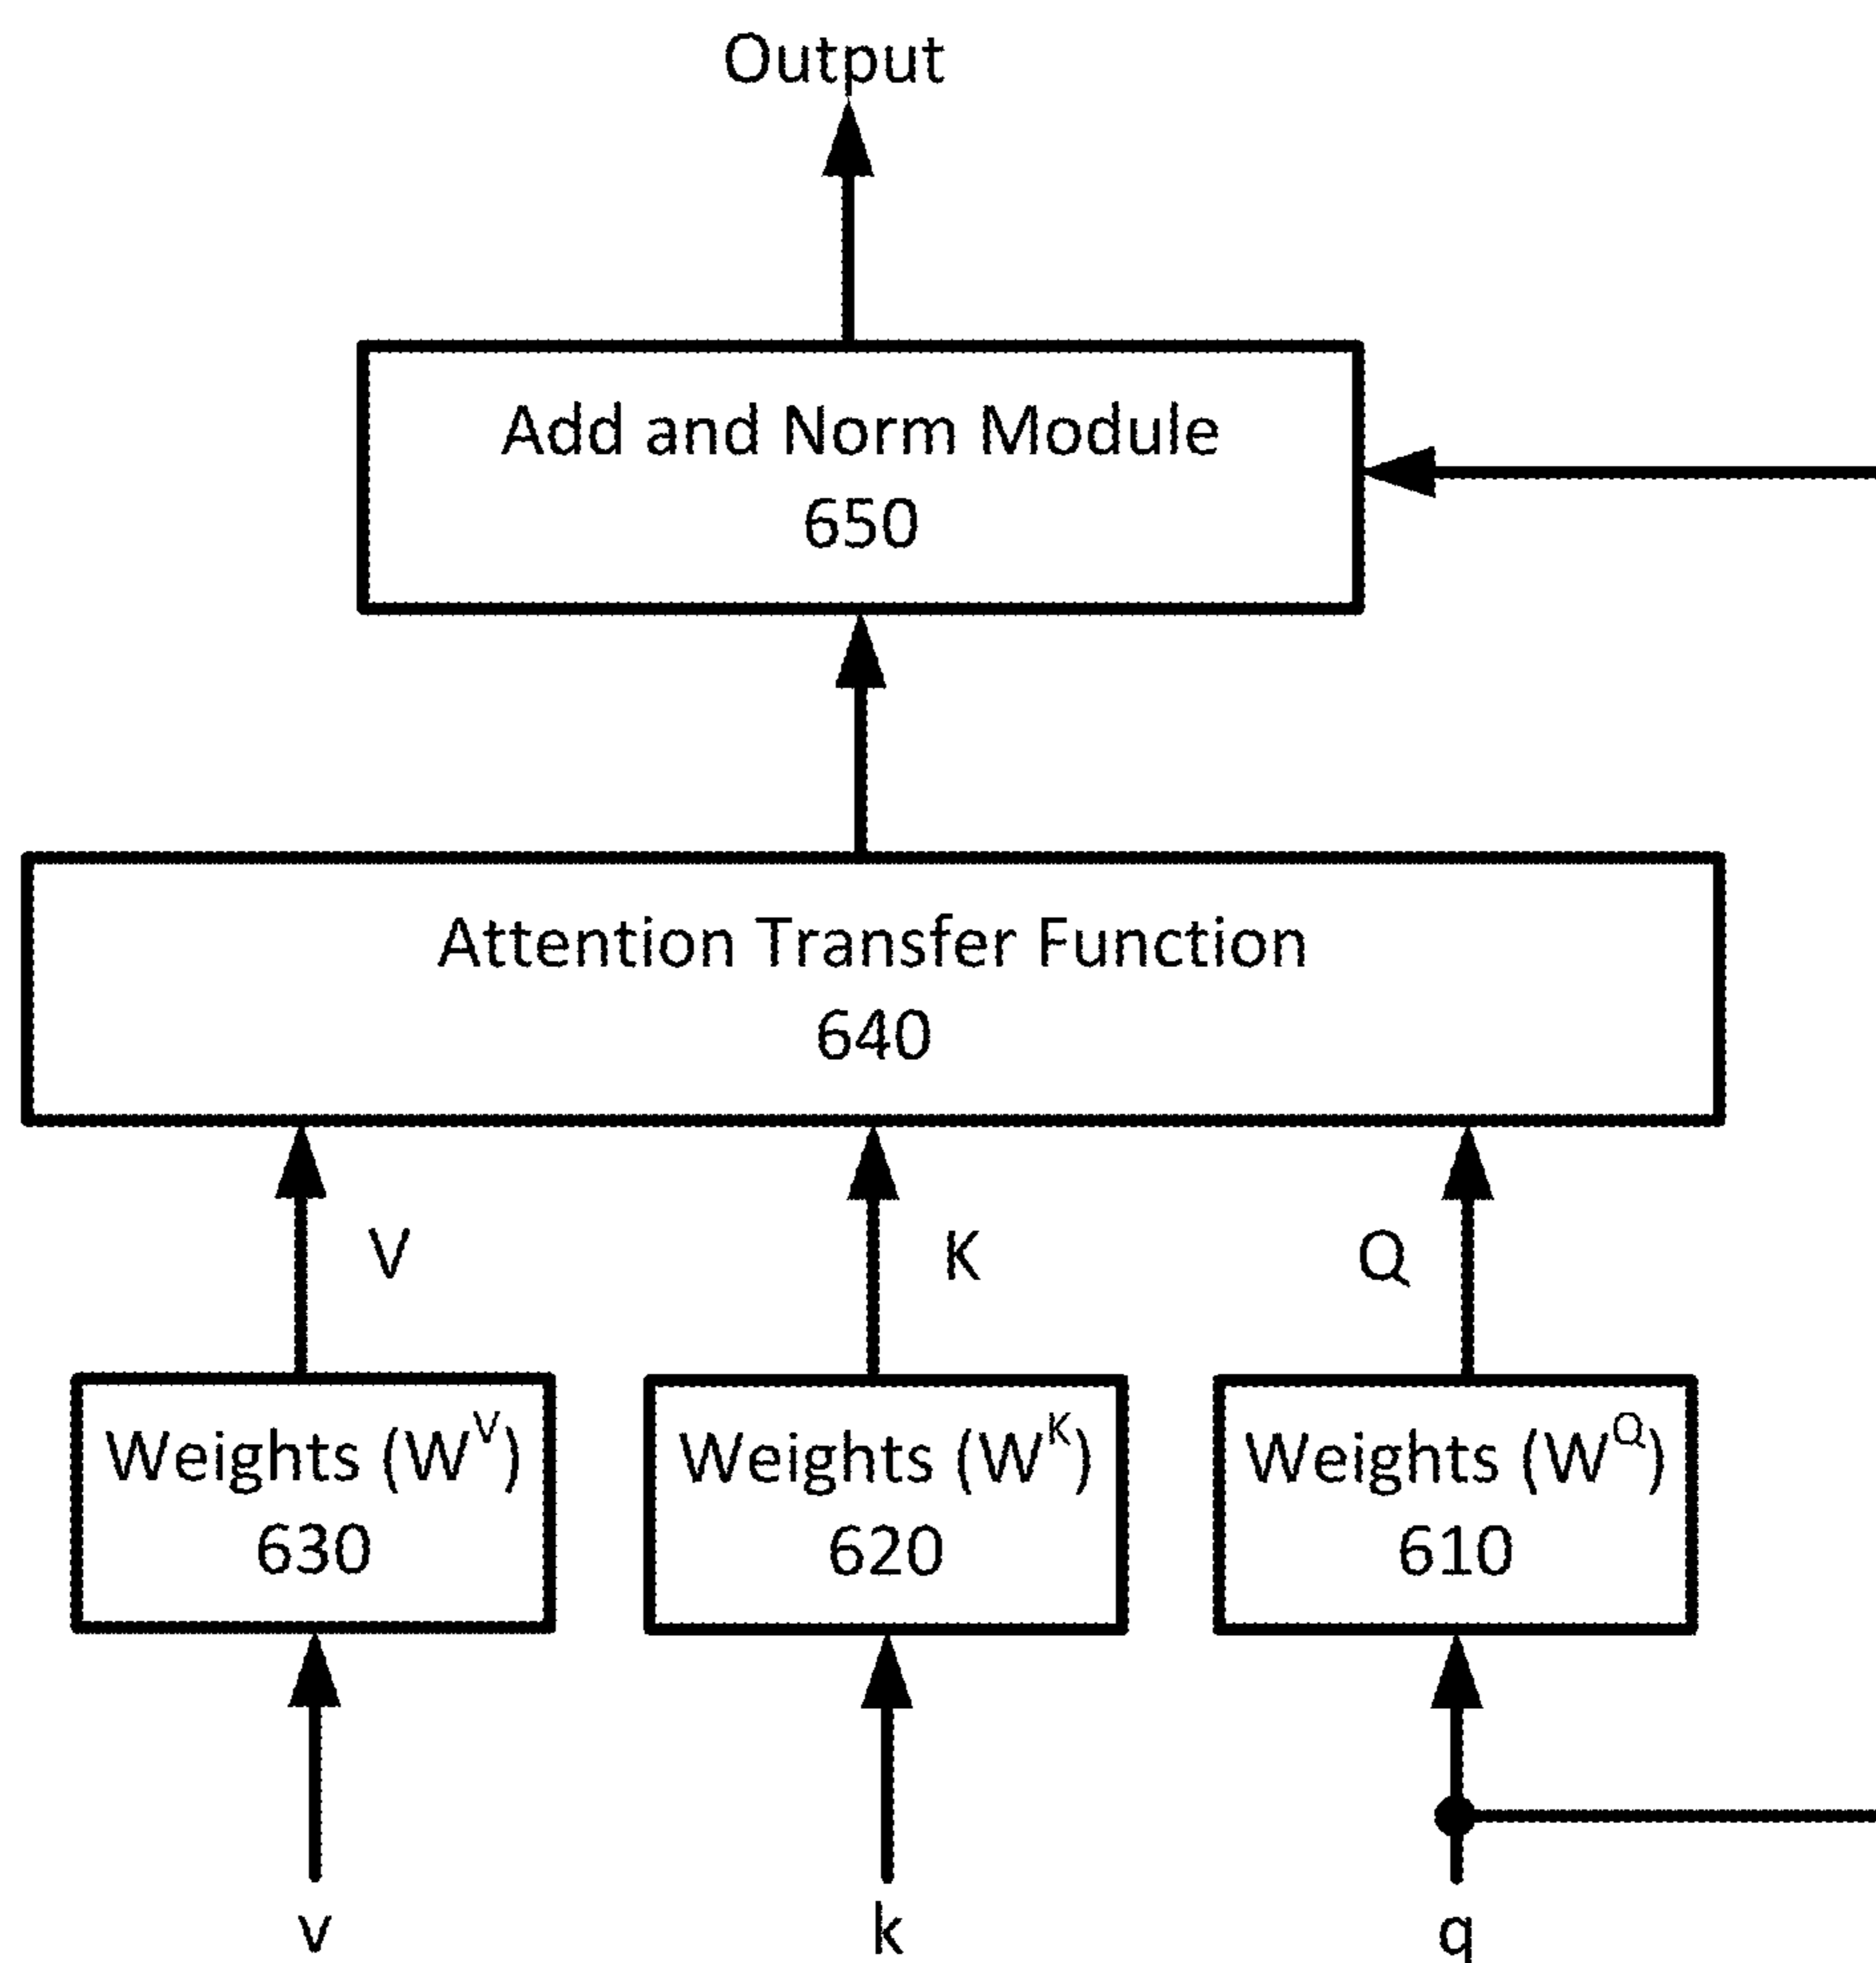 Output
Add and Norm Module
650
Attention Transfer Function
640
V
K
Q
Weights (W^V)
630
Weights (W^K)
620
Weights (W^Q)
610
v
k
q